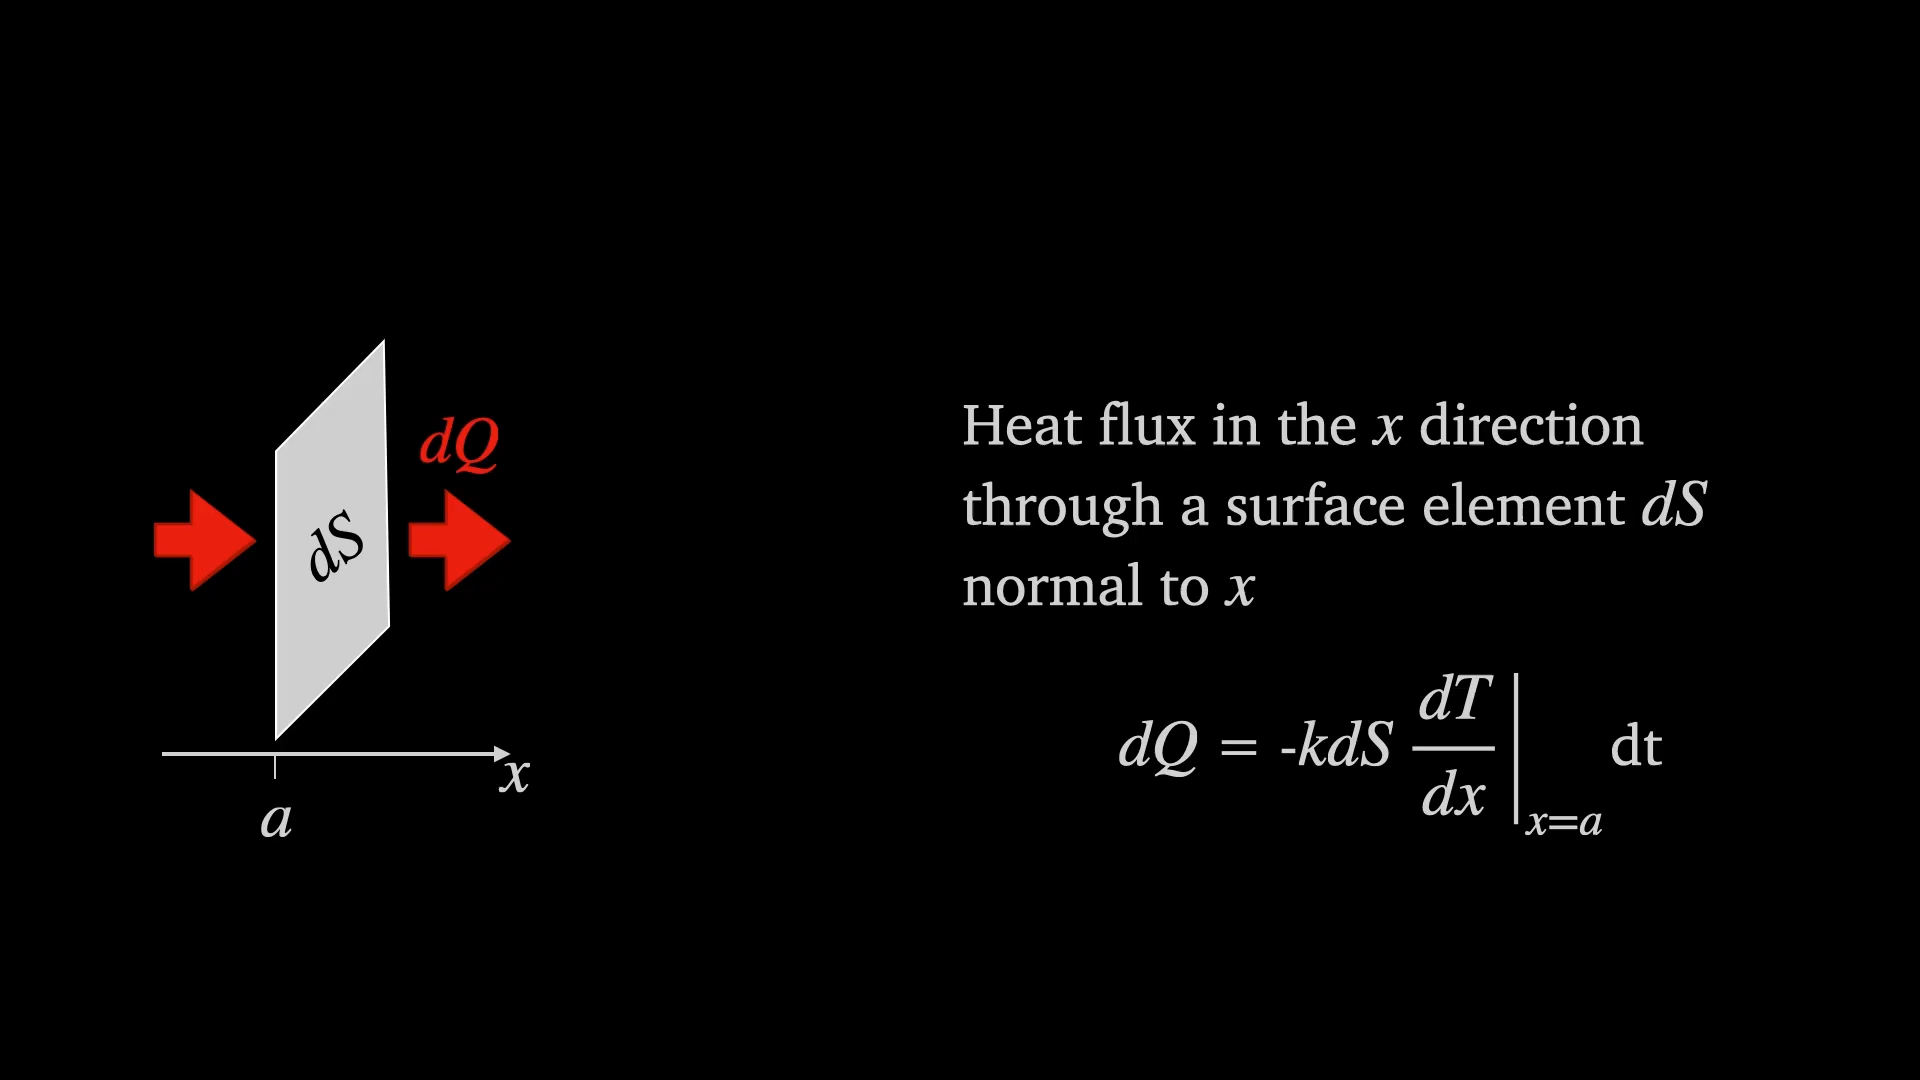 dQ
dS
x
a
Heat flux in the x direction
through a surface element dS
normal to x
dQ = -kdS dT/dx |x=a dt